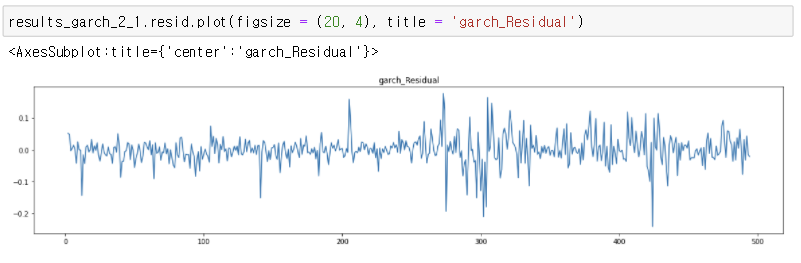 results_garch_2_1.resid.plot(figsize = (20, 4), title = 'garch_Residual')
<AxesSubplot:title={'center':'garch_Residual'}>
garch_Residual
0.1
0.0
−0.1
−0.2
0 100 200 300 400 500